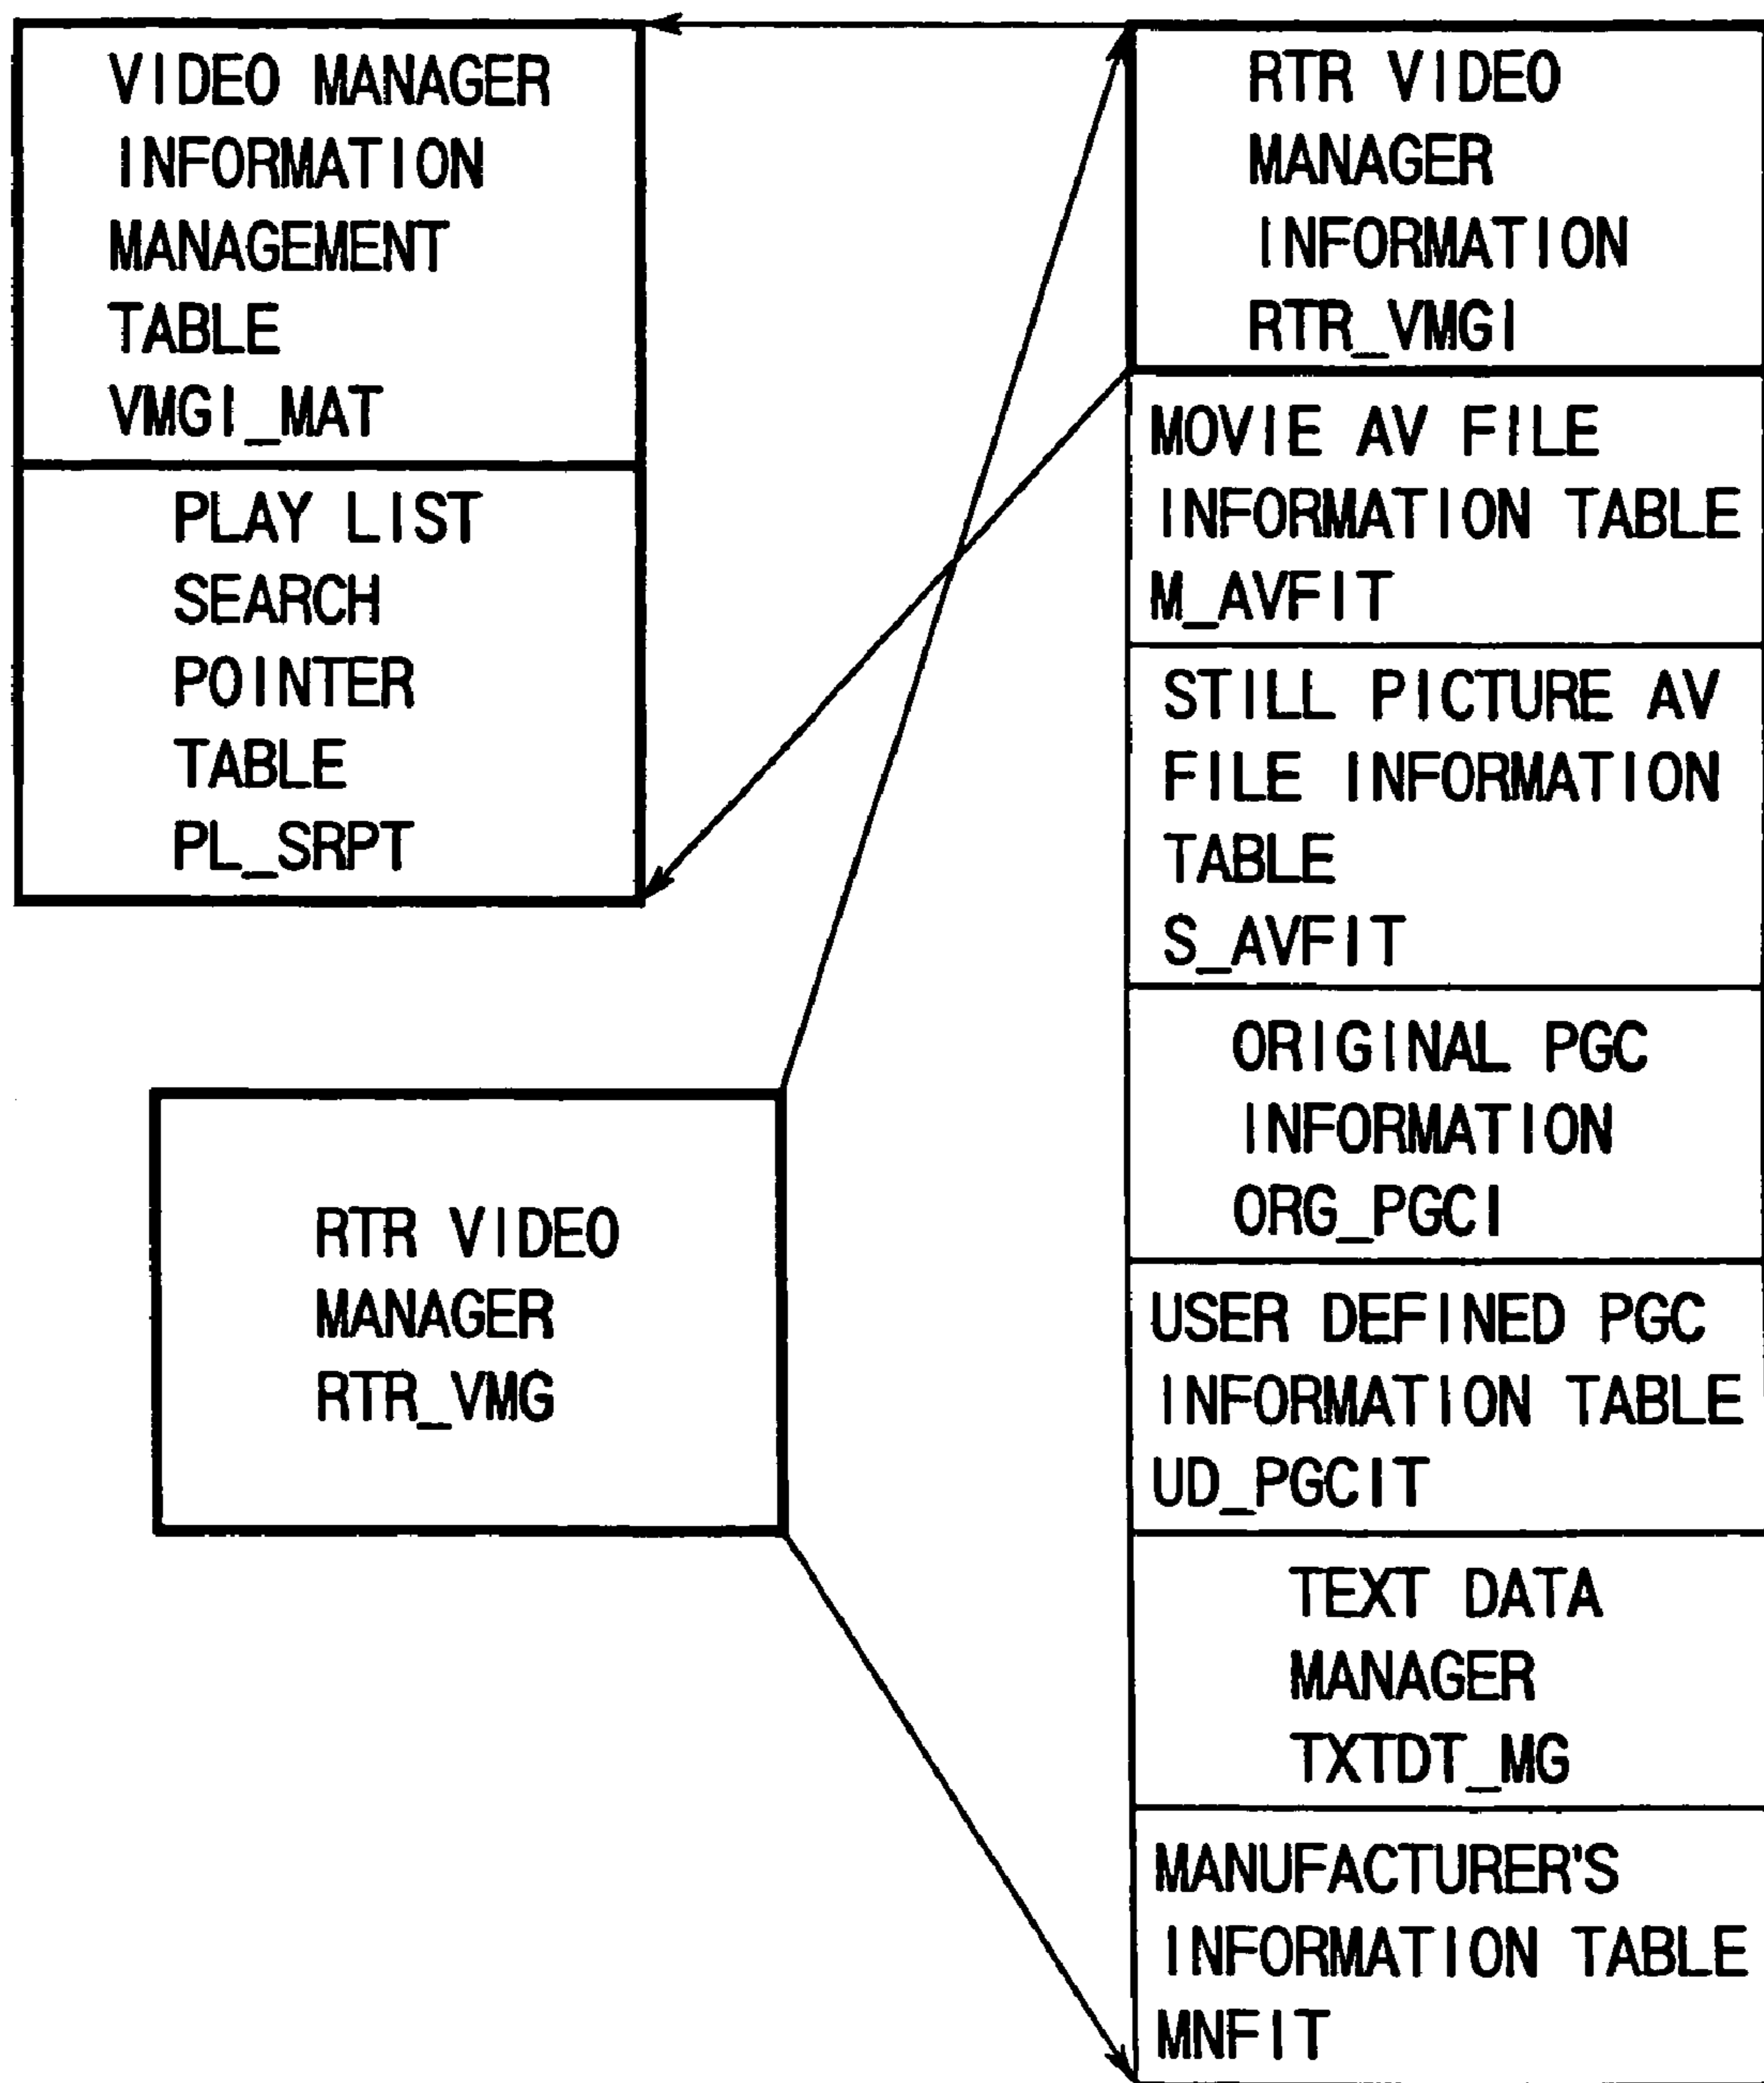 VIDEO MANAGER
INFORMATION
MANAGEMENT
TABLE
VMGI_MAT
PLAY LIST
SEARCH
POINTER
TABLE
PL_SRPT
RTR VIDEO
MANAGER
RTR_VMG
RTR VIDEO
MANAGER
INFORMATION
RTR_VMGI
MOVIE AV FILE
INFORMATION TABLE
M_AVFIT
STILL PICTURE AV
FILE INFORMATION
TABLE
S_AVFIT
ORIGINAL PGC
INFORMATION
ORG_PGCI
USER DEFINED PGC
INFORMATION TABLE
UD_PGCIT
TEXT DATA
MANAGER
TXTDT_MG
MANUFACTURER'S
INFORMATION TABLE
MNFIT